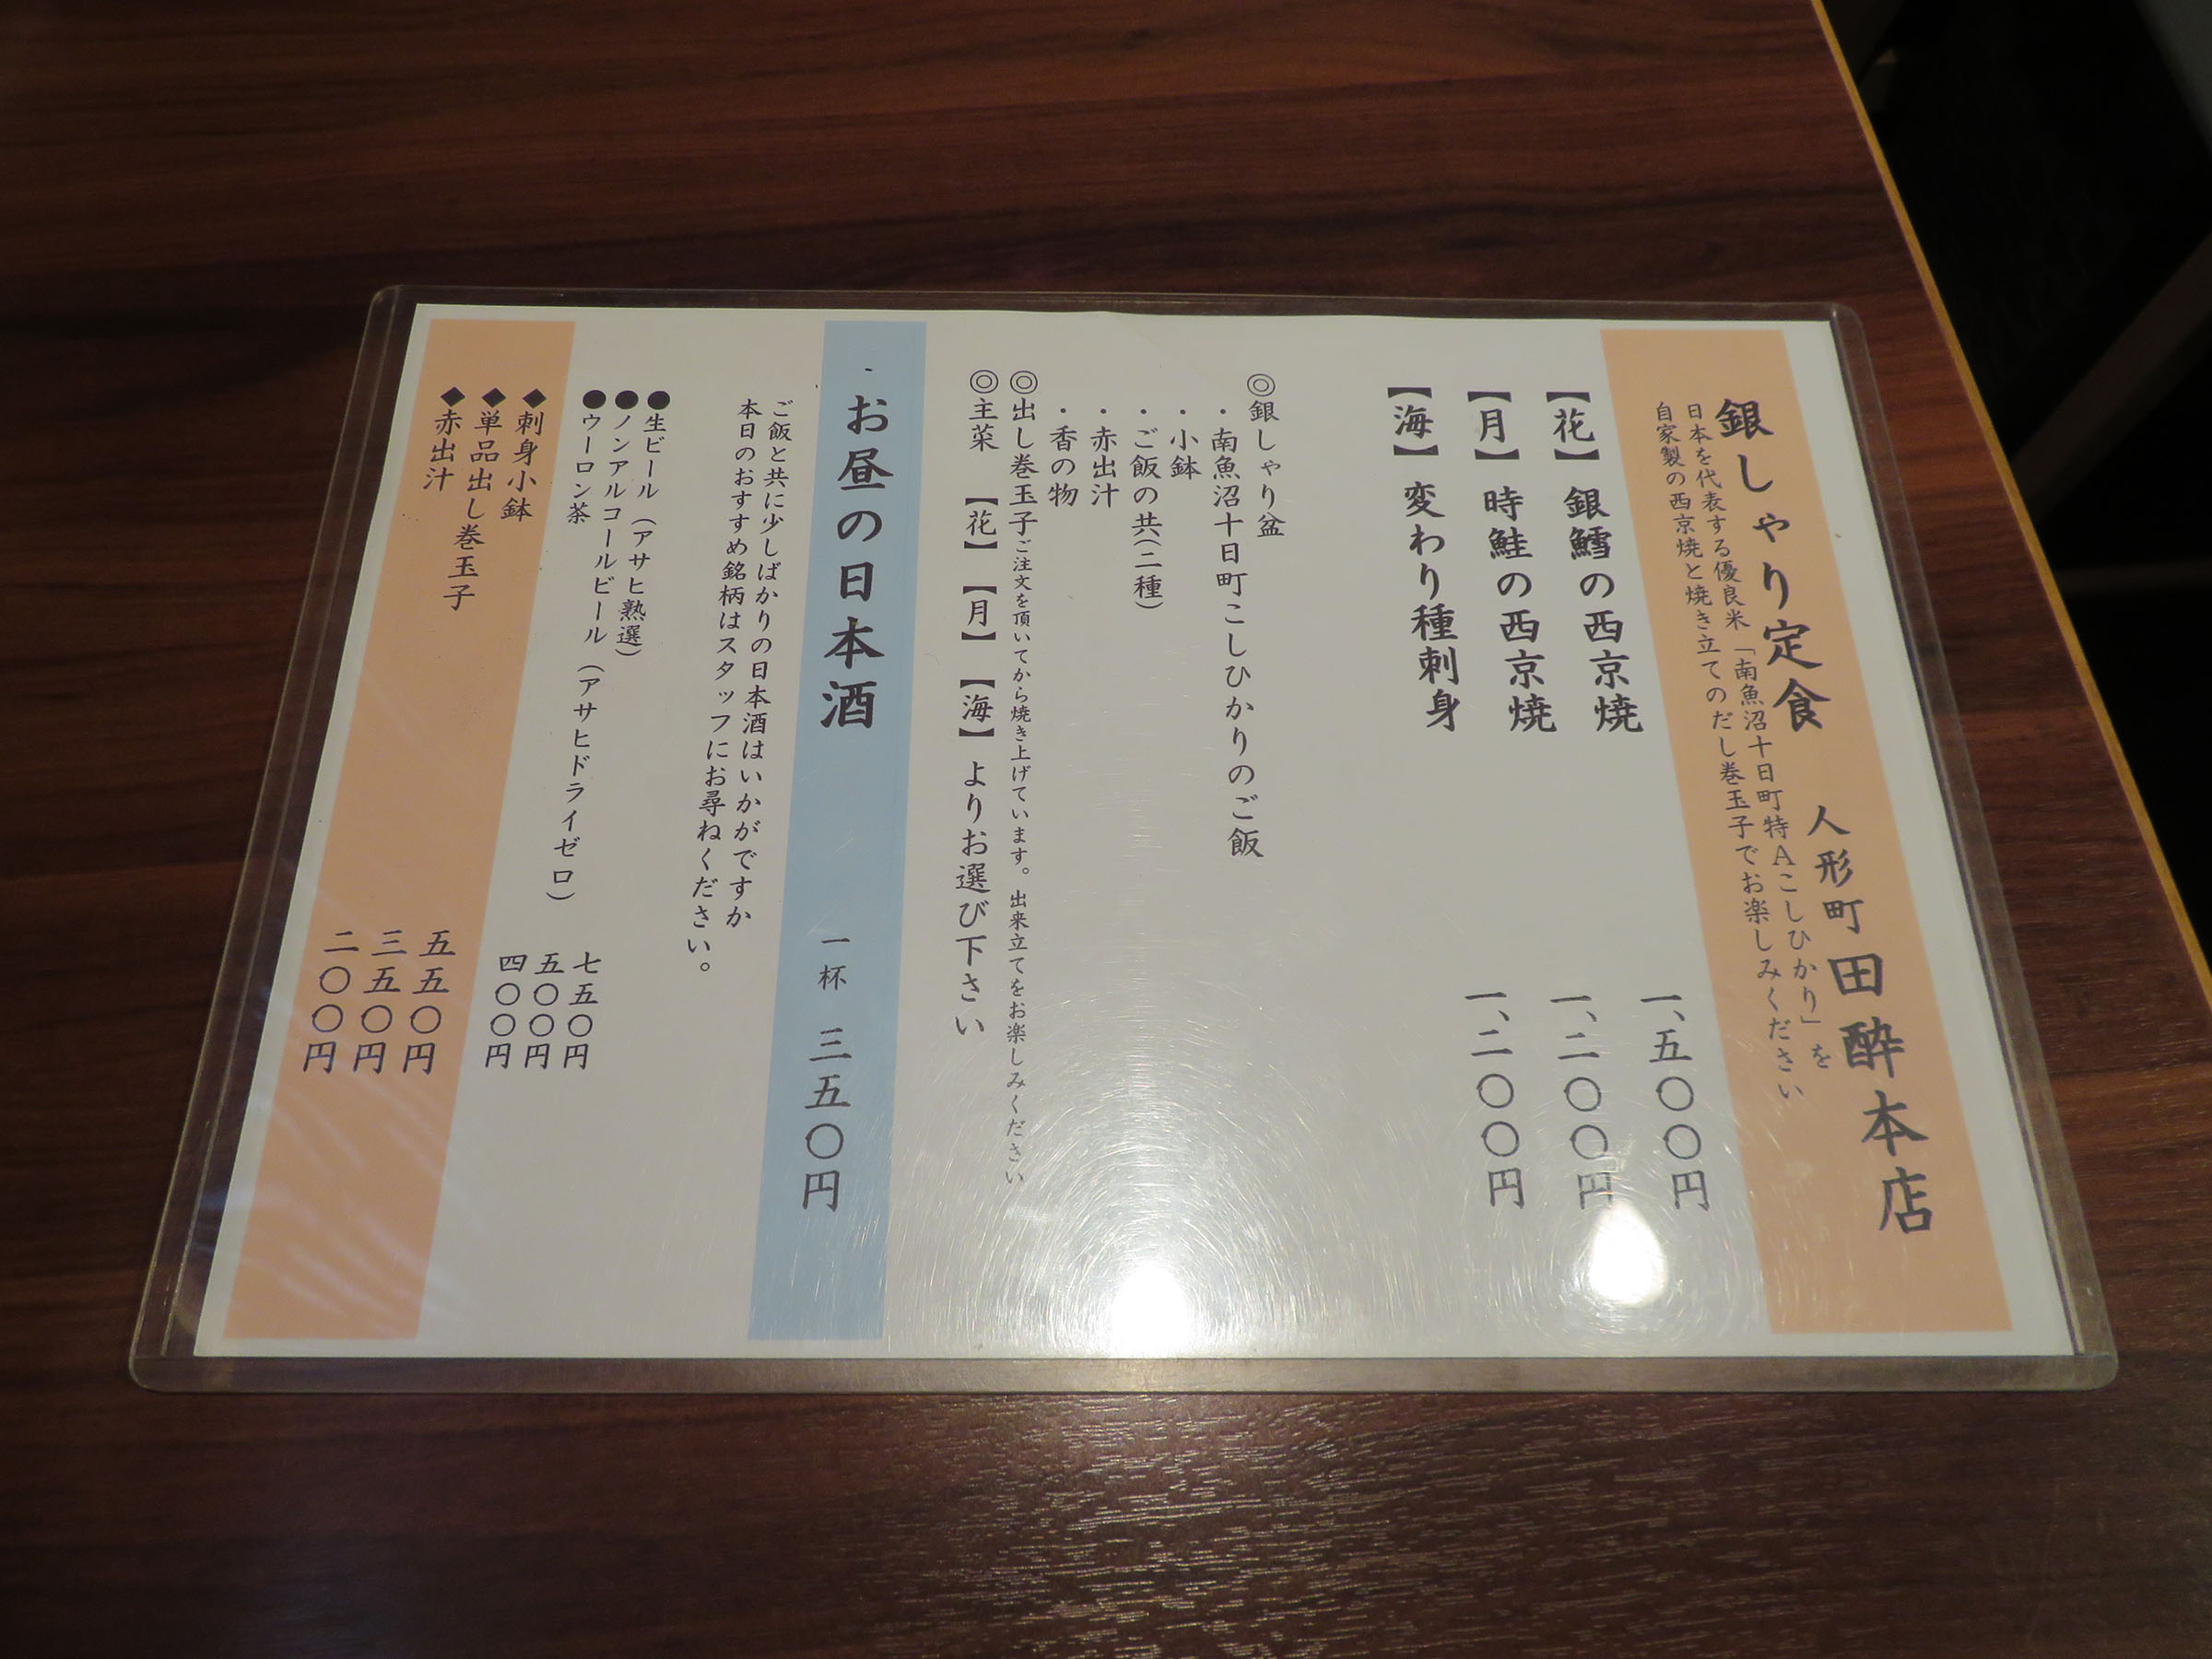 銀しゃり定食　人形町 田酔本店
日本を代表する優良米「南魚沼十日町特Aこしひかり」を
自家製の西京焼と焼き立てのだし巻玉子でお楽しみください
【花】銀鱈の西京焼　一、五〇〇円
【月】時鮭の西京焼　一、二〇〇円
【海】変わり種刺身　一、二〇〇円
◎銀しゃり盆
・南魚沼十日町こしひかりのご飯
・小鉢
・ご飯の共(二種)
・赤出汁
・香の物
◎出し巻玉子ご注文を頂いてから焼き上げています。出来立てをお楽しみください
◎主菜　【花】【月】【海】よりお選び下さい
お昼の日本酒　一杯　三五〇円
ご飯と共に少しばかりの日本酒はいかがですか
本日のおすすめ銘柄はスタッフにお尋ねください。
●生ビール（アサヒ熟選）　七五〇円
●ノンアルコールビール（アサヒドライゼロ）　五〇〇円
●ウーロン茶　四〇〇円
◆刺身小鉢　五五〇円
◆単品出し巻玉子　三五〇円
◆赤出汁　二〇〇円